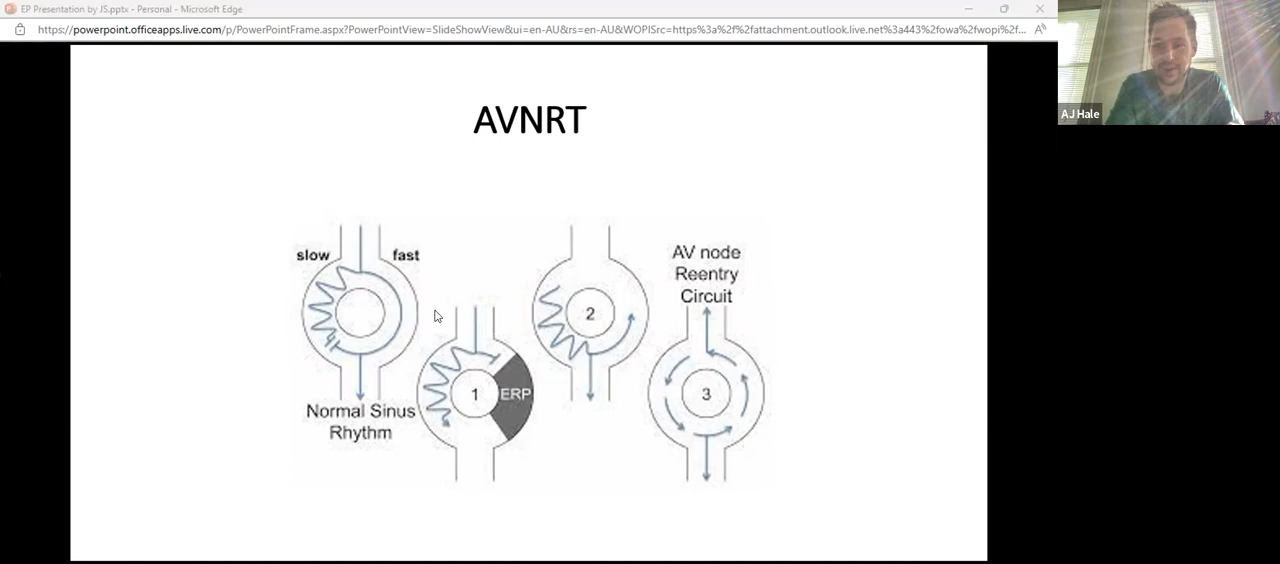 EP Presentation by JS.pptx - Personal - Microsoft Edge
https://powerpoint.officeapps.live.com/p/PowerPointFrame.aspx?PowerPointView=SlideShowView&ui=en-AU&rs=en-AU&WOPISrc=https%3a%2f%2fattachment.outlook.live.net%3a443%2fowa%2fwopi%2f...
AJ Hale
AVNRT
slow
fast
Normal Sinus
Rhythm
1
ERP
2
AV node
Reentry
Circuit
3